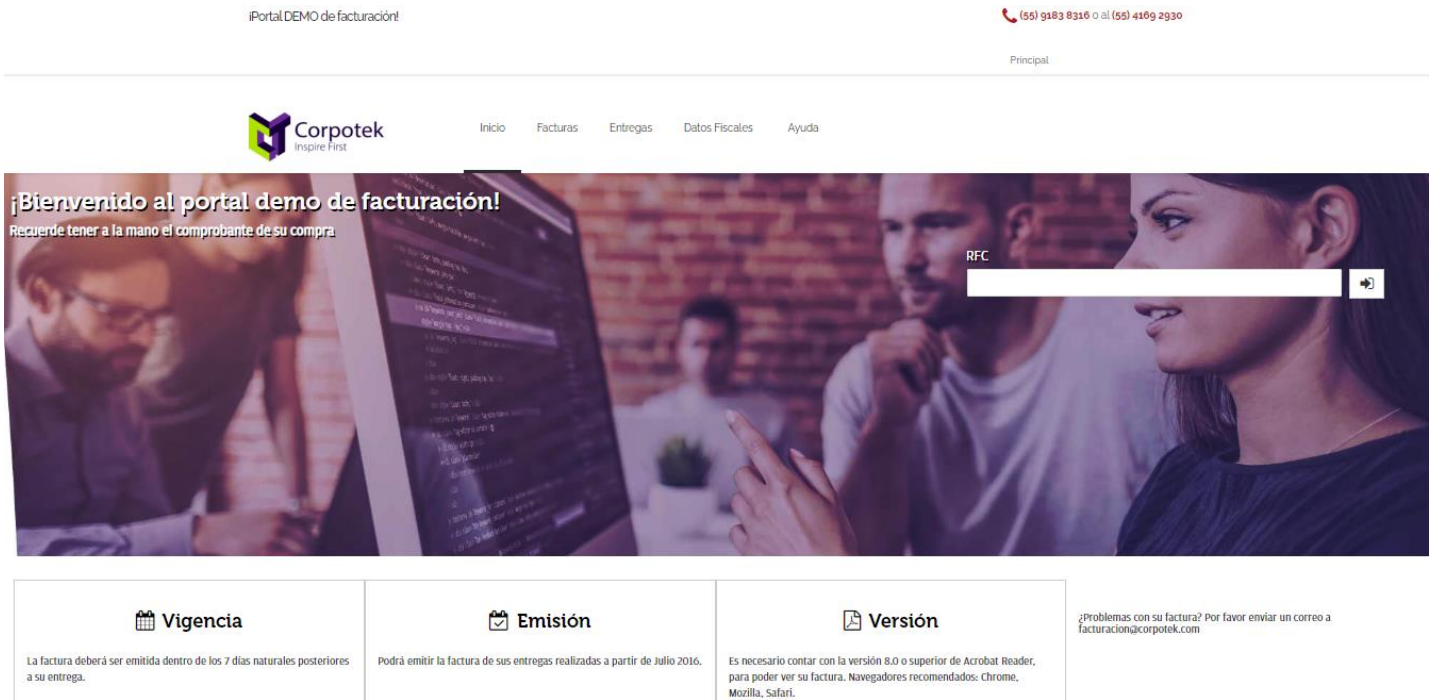 ¡Portal DEMO de facturación!
(55) 9183 8316 o al (55) 4169 2930
Principal
Corpotek
Inspire First
Inicio Facturas Entregas Datos Fiscales Ayuda
¡Bienvenido al portal demo de facturación!
Recuerde tener a la mano el comprobante de su compra
RFC
Vigencia
La factura deberá ser emitida dentro de los 7 días naturales posteriores
a su entrega.
Emisión
Podrá emitir la factura de sus entregas realizadas a partir de Julio 2016.
Versión
Es necesario contar con la versión 8.0 o superior de Acrobat Reader,
para poder ver su factura. Navegadores recomendados: Chrome,
Mozilla, Safari.
¿Problemas con su factura? Por favor enviar un correo a
facturacion@corpotek.com